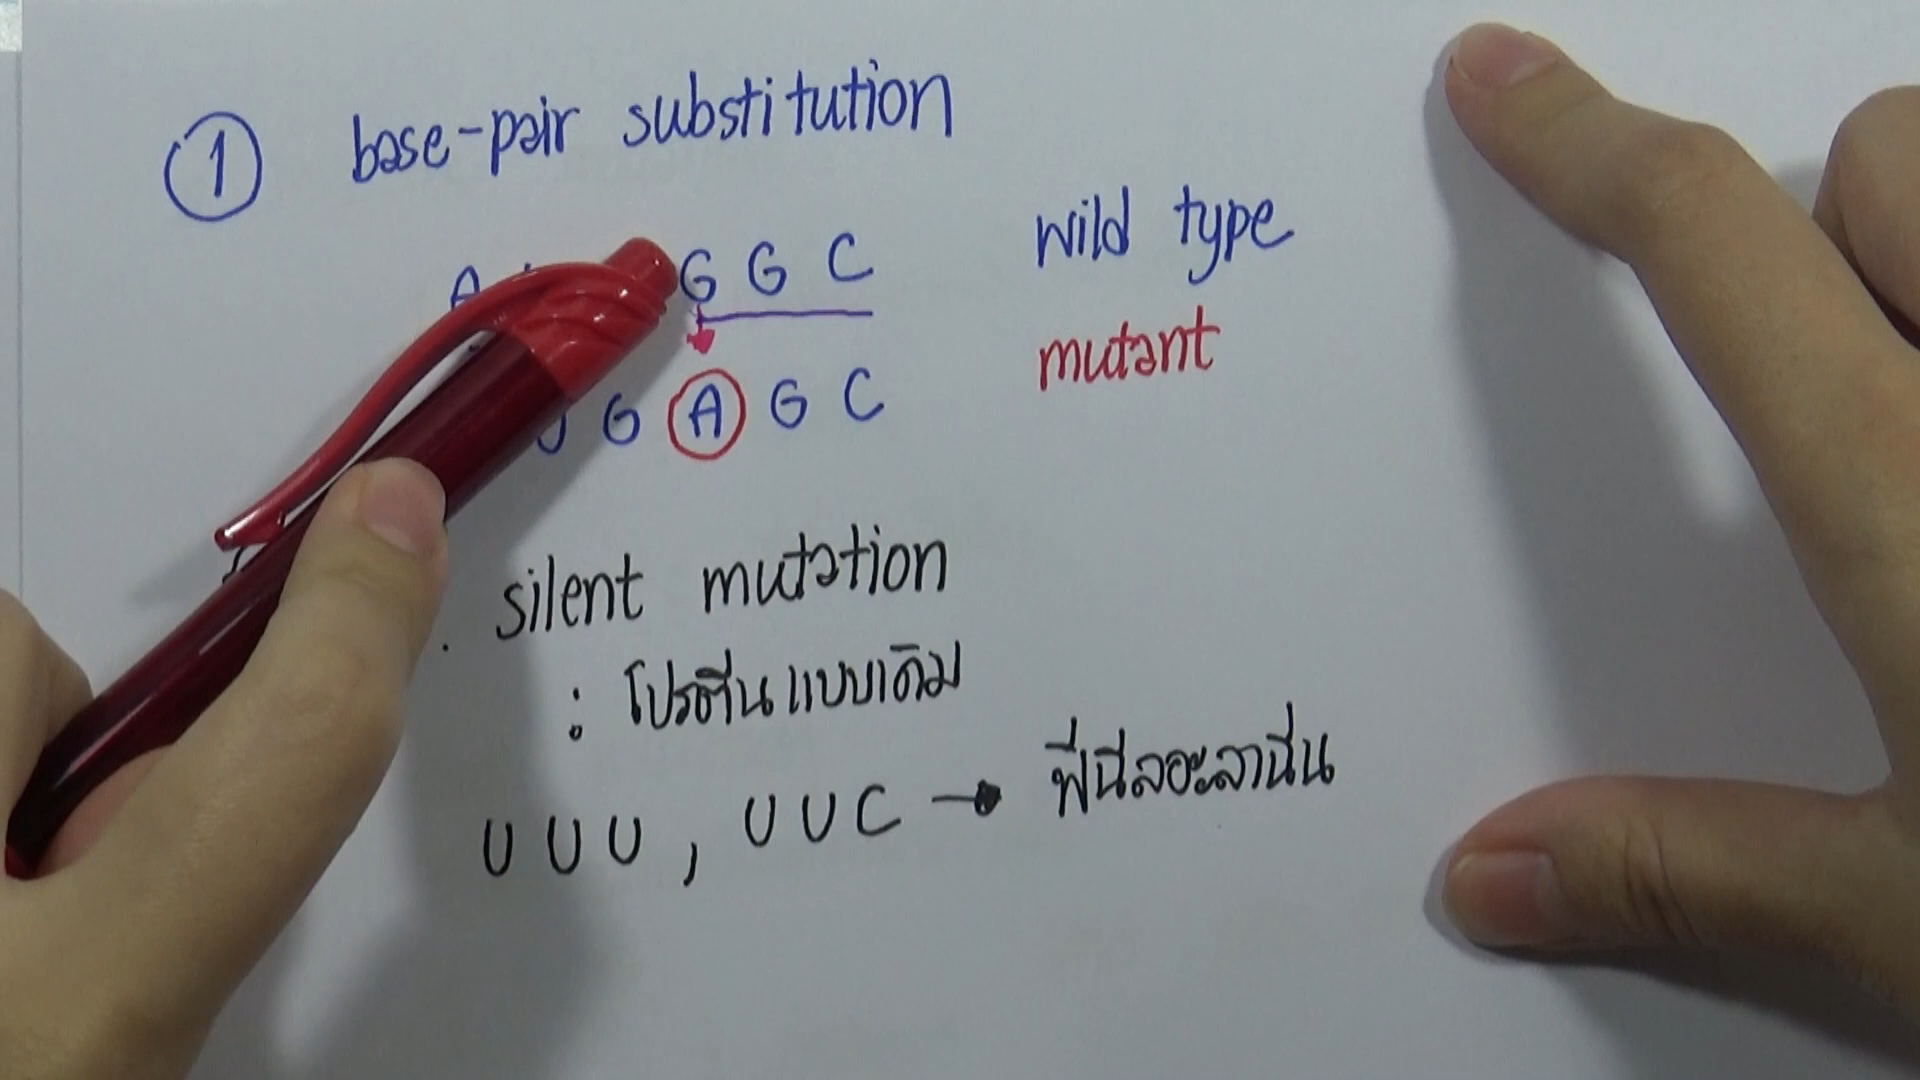 1 base-pair substitution
A G G C wild type
mutant
G A G C
silent mutation
: โปรตีนแบบเดิม
U U U , U U C → ฟีนิลอะลานีน